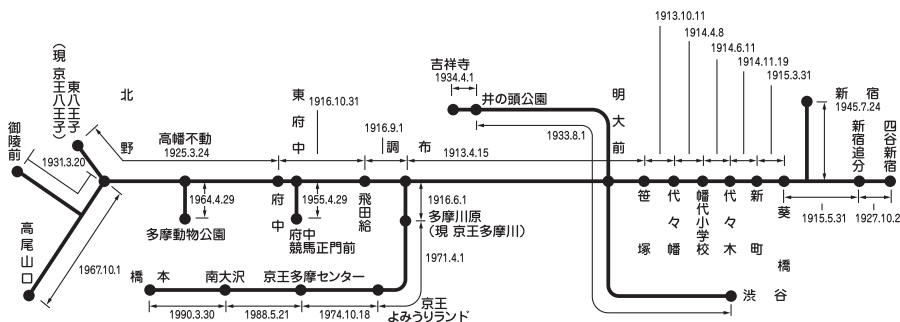 1913.10.11
1914.4.8
1914.6.11
1914.11.19
1915.3.31
新宿
1945.7.24
新宿追分
四谷新宿
吉祥寺
1934.4.1
井の頭公園
明大前
1933.8.1
東八王子
(現 京王八王子)
北野
東府中
1916.10.31
1916.9.1
調布
1913.4.15
御陵前
1931.3.20
高幡不動
1925.3.24
府中
飛田給
笹塚
代々幡
幡代小学校
代々木
新町
葵橋
1915.5.31
1927.10.2
1964.4.29
多摩動物公園
1955.4.29
府中
競馬正門前
1916.6.1
多摩川原
(現 京王多摩川)
1971.4.1
高尾山口
1967.10.1
橋本
南大沢
京王多摩センター
京王
よみうりランド
渋谷
1990.3.30
1988.5.21
1974.10.18